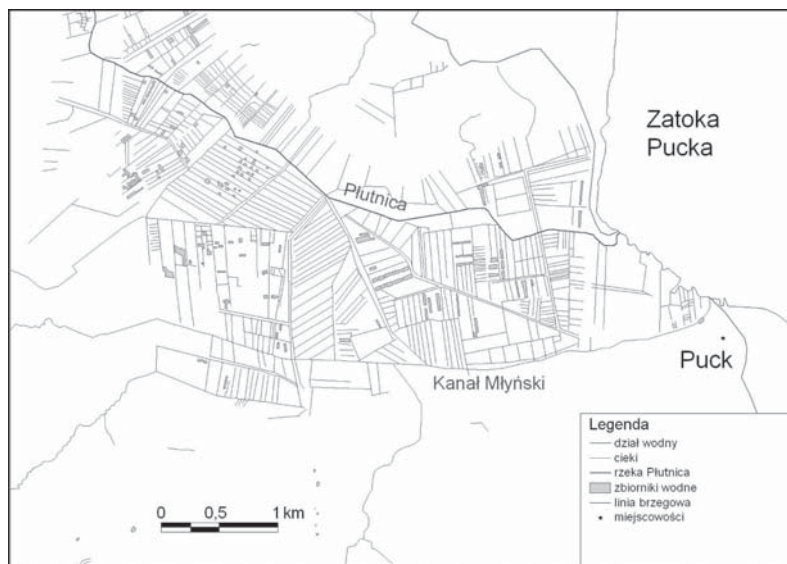 Zatoka
Pucka
Płutnica
Puck
Kanał Młyński
Legenda
dział wodny
cieki
rzeka Płutnica
zbiorniki wodne
linia brzegowa
miejscowości
0 0,5 1 km